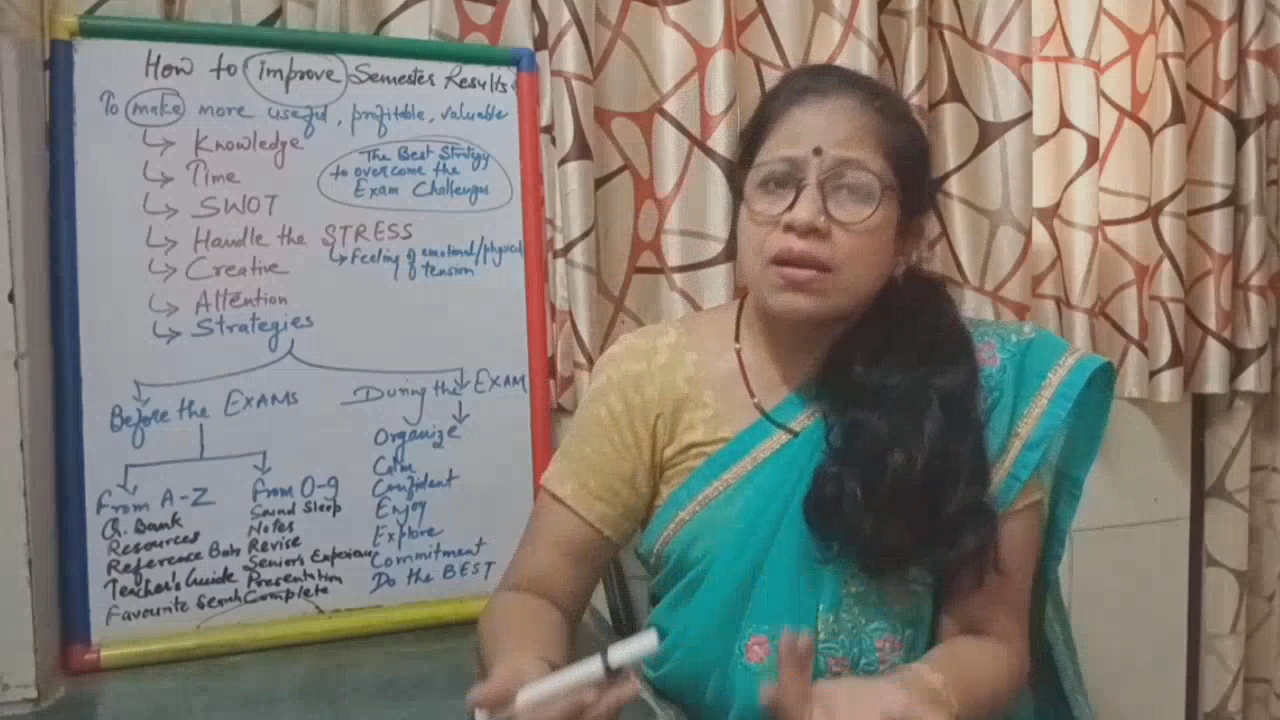 How to improve Semester Results
To make more useful, profitable, valuable
Knowledge
Time
SWOT
Handle the STRESS
Feeling of emotional/physical
tension
Creative
Attention
Strategies
The Best Strategy
to overcome the
Exam Challenges
Before the EXAMS
From A-Z
Q. Bank
Resources
Reference Books
Teacher's Guide
Favourite Search
From 0-9
Sound Sleep
Notes
Revise
Senior's Experience
Presentation
Complete
During the EXAM
Organize
Calm
Confident
Enjoy
Explore
Commitment
Do the BEST